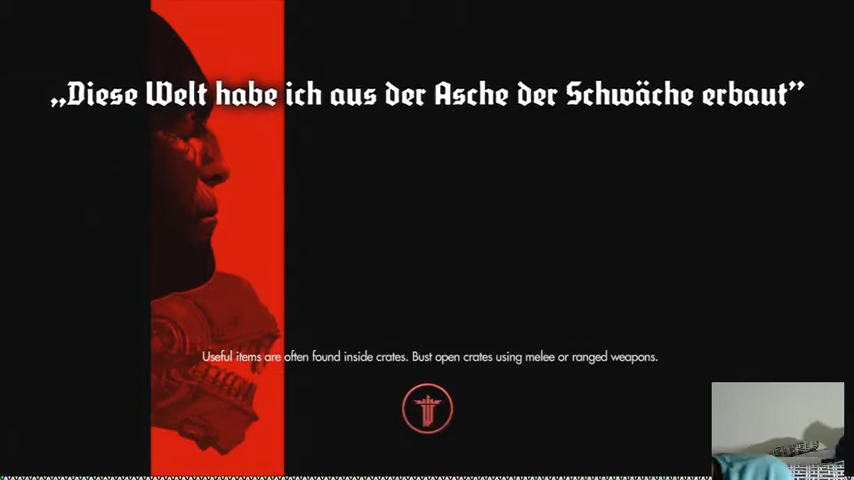 „Diese Welt habe ich aus der Asche der Schwäche erbaut”
Useful items are often found inside crates. Bust open crates using melee or ranged weapons.